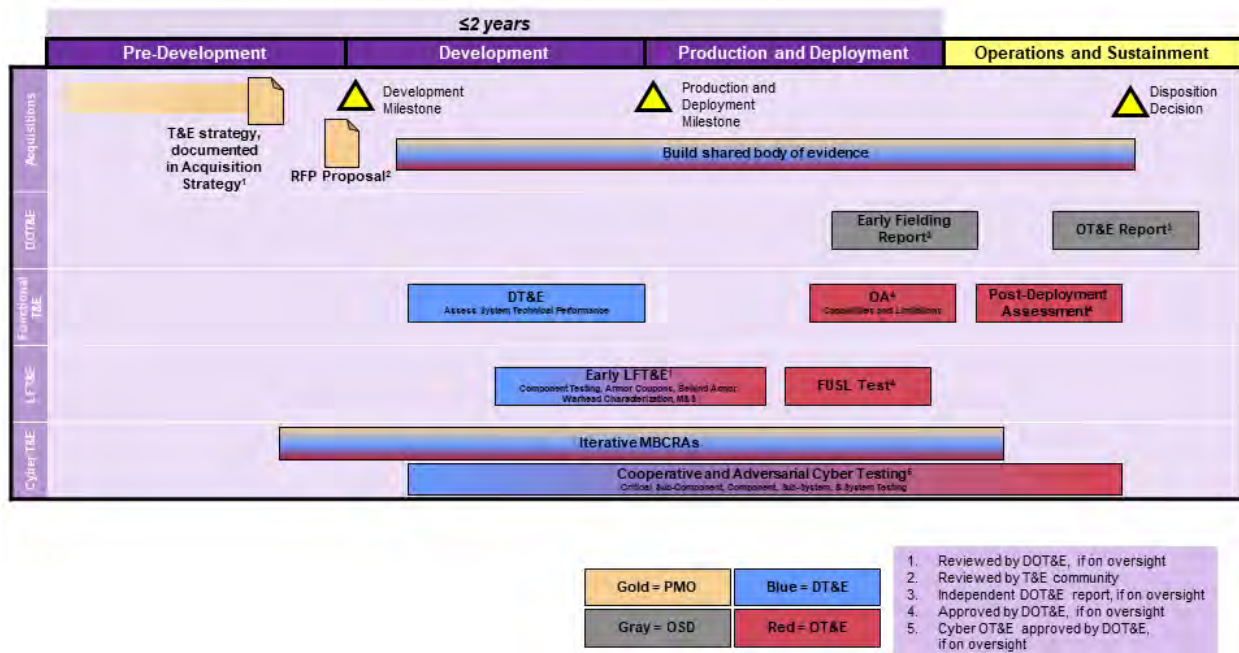 ≤2 years
Pre-Development
Development
Production and Deployment
Operations and Sustainment
Acquisitions
T&E strategy,
documented
in Acquisition
Strategy1
RFP Proposal2
Development
Milestone
Production and
Deployment
Milestone
Disposition
Decision
Build shared body of evidence
DOT&E
Early Fielding
Report3
OT&E Report3
Functional
T&E
DT&E
Assess System Technical Performance
OA4
Capabilities and Limitations
Post-Deployment
Assessment4
LFT&E
Early LFT&E1
Component Testing, Armor Coupons, Behind Armor
Warhead Characterization, M&S
FUSL Test4
Cyber T&E
Iterative MBCRAs
Cooperative and Adversarial Cyber Testing5
Critical Sub-Component, Component, Sub-System, & System Testing
Gold = PMO
Blue = DT&E
Gray = OSD
Red = OT&E
1. Reviewed by DOT&E, if on oversight
2. Reviewed by T&E community
3. Independent DOT&E report, if on oversight
4. Approved by DOT&E, if on oversight
5. Cyber OT&E approved by DOT&E,
if on oversight